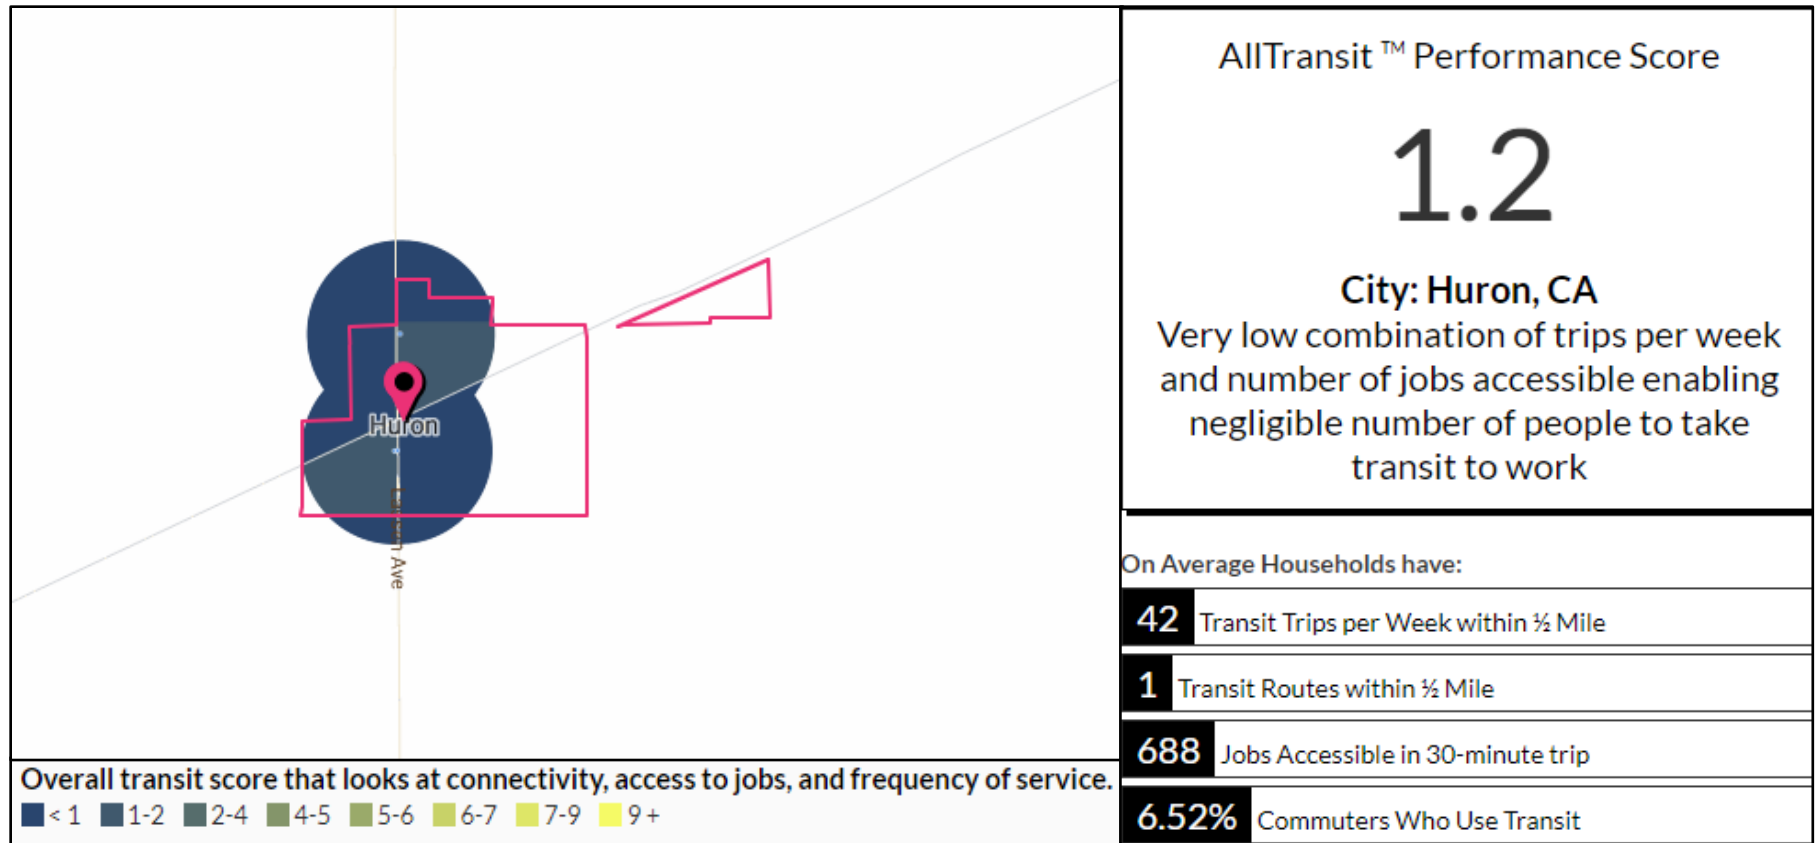 Huron
Lassen Ave
Overall transit score that looks at connectivity, access to jobs, and frequency of service.
< 1 1-2 2-4 4-5 5-6 6-7 7-9 9 +
AllTransit ™ Performance Score
1.2
City: Huron, CA
Very low combination of trips per week
and number of jobs accessible enabling
negligible number of people to take
transit to work
On Average Households have:
42 Transit Trips per Week within ½ Mile
1 Transit Routes within ½ Mile
688 Jobs Accessible in 30-minute trip
6.52% Commuters Who Use Transit